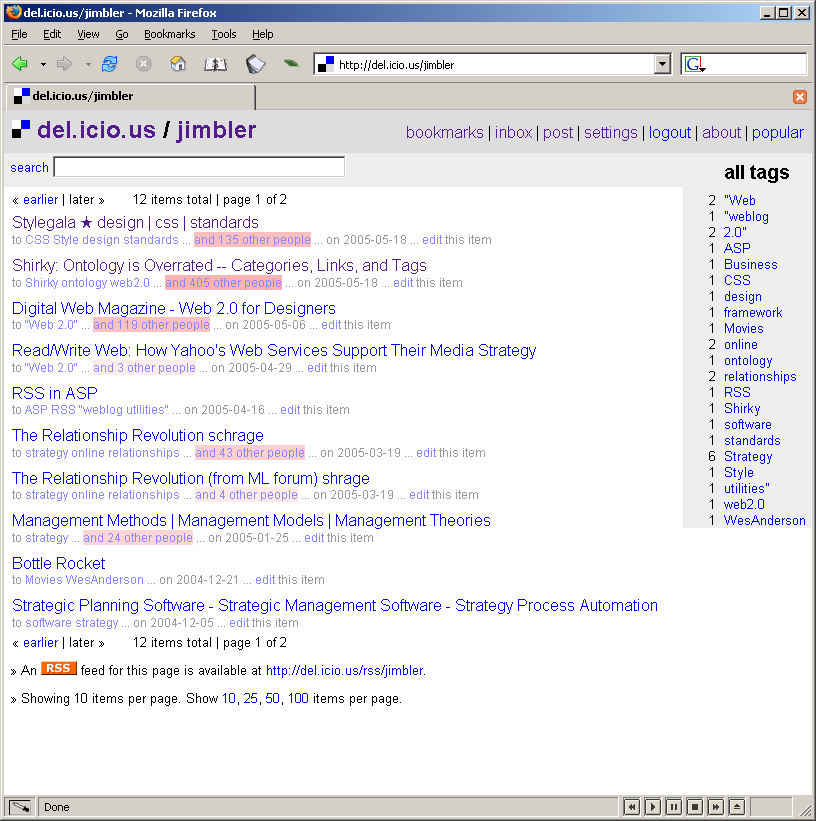 del.icio.us/jimbler - Mozilla Firefox
File Edit View Go Bookmarks Tools Help
http://del.icio.us/jimbler
G
del.icio.us/jimbler
del.icio.us / jimbler
bookmarks | inbox | post | settings | logout | about | popular
search
« earlier | later » 12 items total | page 1 of 2
Stylegala ★ design | css | standards
to CSS Style design standards ... and 135 other people ... on 2005-05-18 ... edit this item
Shirky: Ontology is Overrated -- Categories, Links, and Tags
to Shirky ontology web2.0 ... and 405 other people ... on 2005-05-18 ... edit this item
Digital Web Magazine - Web 2.0 for Designers
to "Web 2.0" ... and 119 other people ... on 2005-05-06 ... edit this item
Read/Write Web: How Yahoo's Web Services Support Their Media Strategy
to "Web 2.0" ... and 3 other people ... on 2005-04-29 ... edit this item
RSS in ASP
to ASP RSS "weblog utilities" ... on 2005-04-16 ... edit this item
The Relationship Revolution schrage
to strategy online relationships ... and 43 other people ... on 2005-03-19 ... edit this item
The Relationship Revolution (from ML forum) shrage
to strategy online relationships ... and 4 other people ... on 2005-03-19 ... edit this item
Management Methods | Management Models | Management Theories
to strategy ... and 24 other people ... on 2005-01-25 ... edit this item
Bottle Rocket
to Movies WesAnderson ... on 2004-12-21 ... edit this item
Strategic Planning Software - Strategic Management Software - Strategy Process Automation
to software strategy ... on 2004-12-05 ... edit this item
« earlier | later » 12 items total | page 1 of 2
» An RSS feed for this page is available at http://del.icio.us/rss/jimbler.
» Showing 10 items per page. Show 10, 25, 50, 100 items per page.
all tags
2 "Web
1 "weblog
2 2.0"
1 ASP
1 Business
1 CSS
1 design
1 framework
1 Movies
2 online
1 ontology
2 relationships
1 RSS
1 Shirky
1 software
1 standards
6 Strategy
1 Style
1 utilities"
1 web2.0
1 WesAnderson
Done